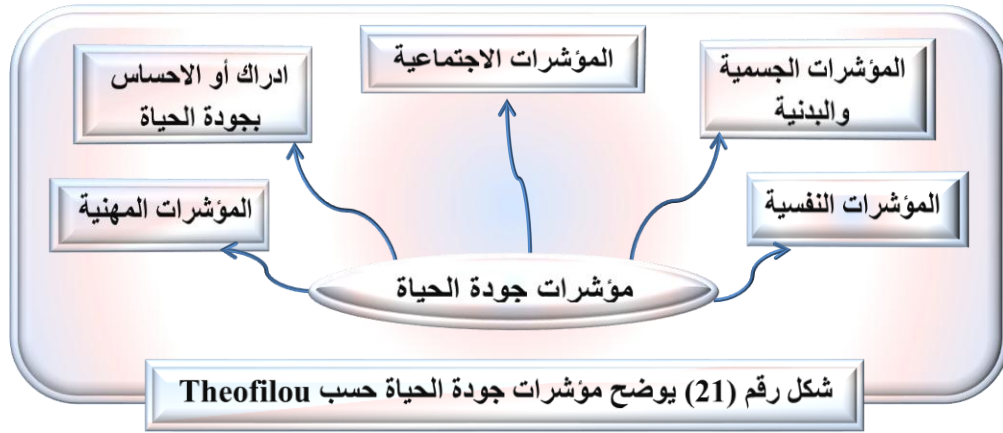 المؤشرات الجسمية
والبدنية
المؤشرات الاجتماعية
ادراك أو الاحساس
بجودة الحياة
المؤشرات النفسية
المؤشرات المهنية
مؤشرات جودة الحياة
شكل رقم (21) يوضح مؤشرات جودة الحياة حسب Theofilou